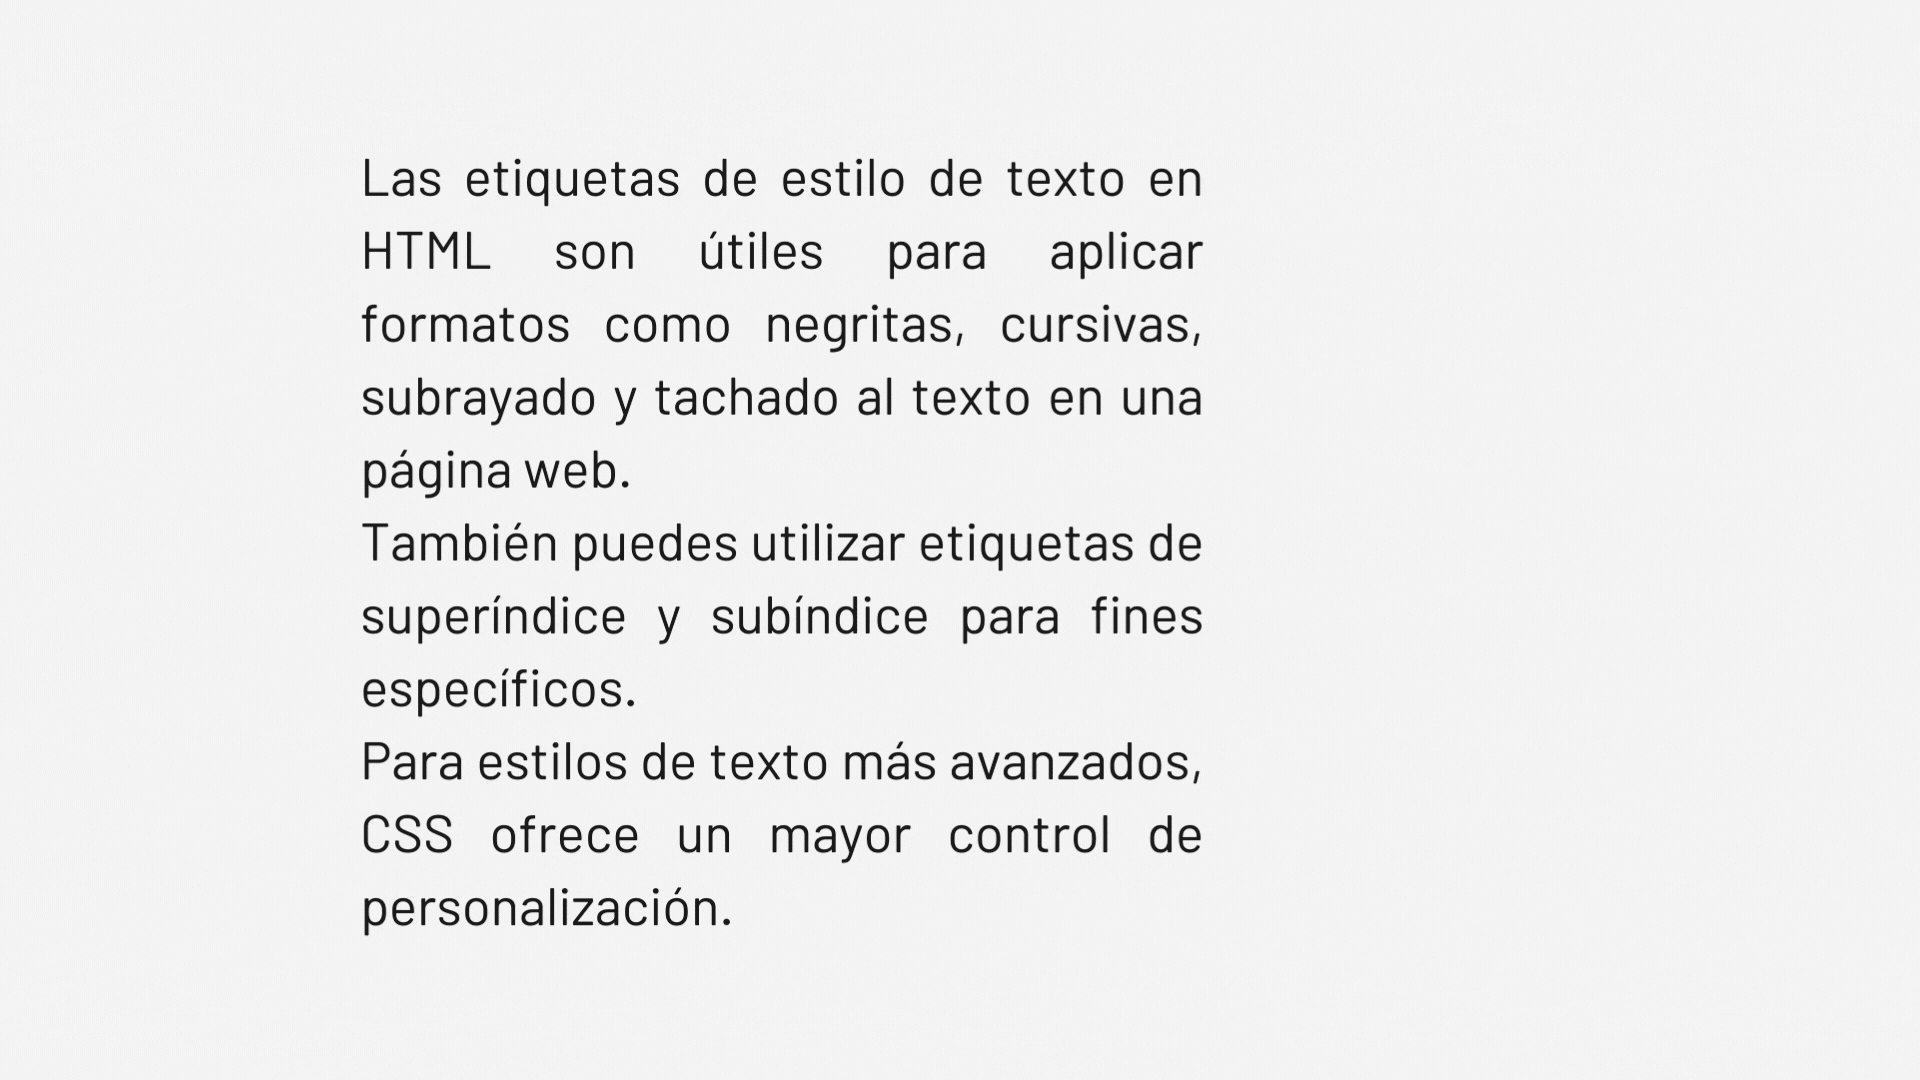 Las etiquetas de estilo de texto en
HTML son útiles para aplicar
formatos como negritas, cursivas,
subrayado y tachado al texto en una
página web.
También puedes utilizar etiquetas de
superíndice y subíndice para fines
específicos.
Para estilos de texto más avanzados,
CSS ofrece un mayor control de
personalización.